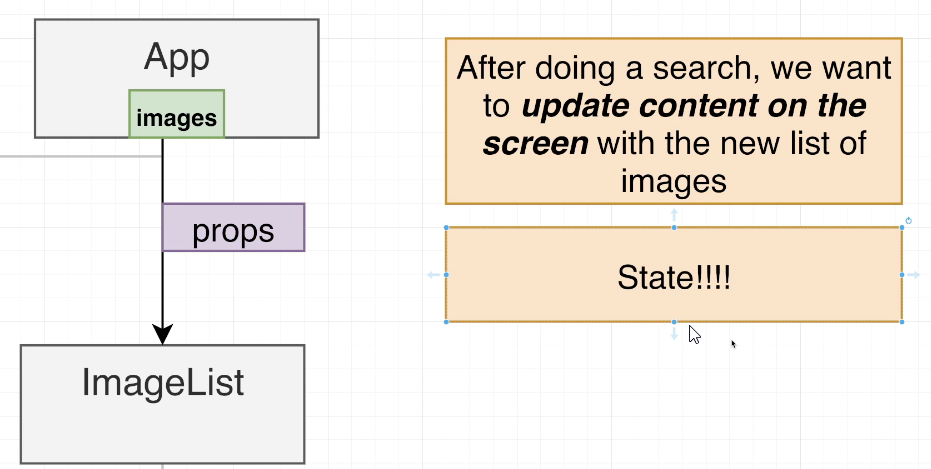 App
images
props
ImageList
After doing a search, we want
to update content on the
screen with the new list of
images
State!!!!